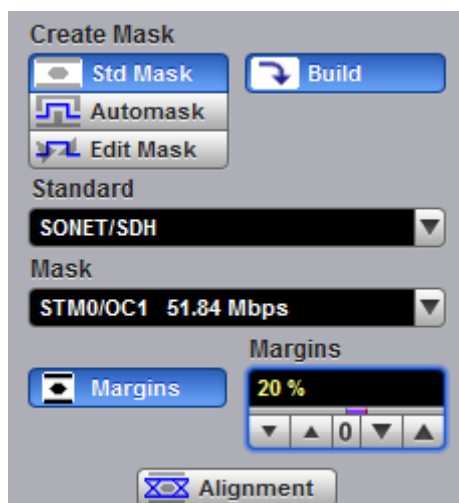 Create Mask
Std Mask
Build
Automask
Edit Mask
Standard
SONET/SDH
Mask
STM0/OC1 51.84 Mbps
Margins
Margins
20 %
0
Alignment